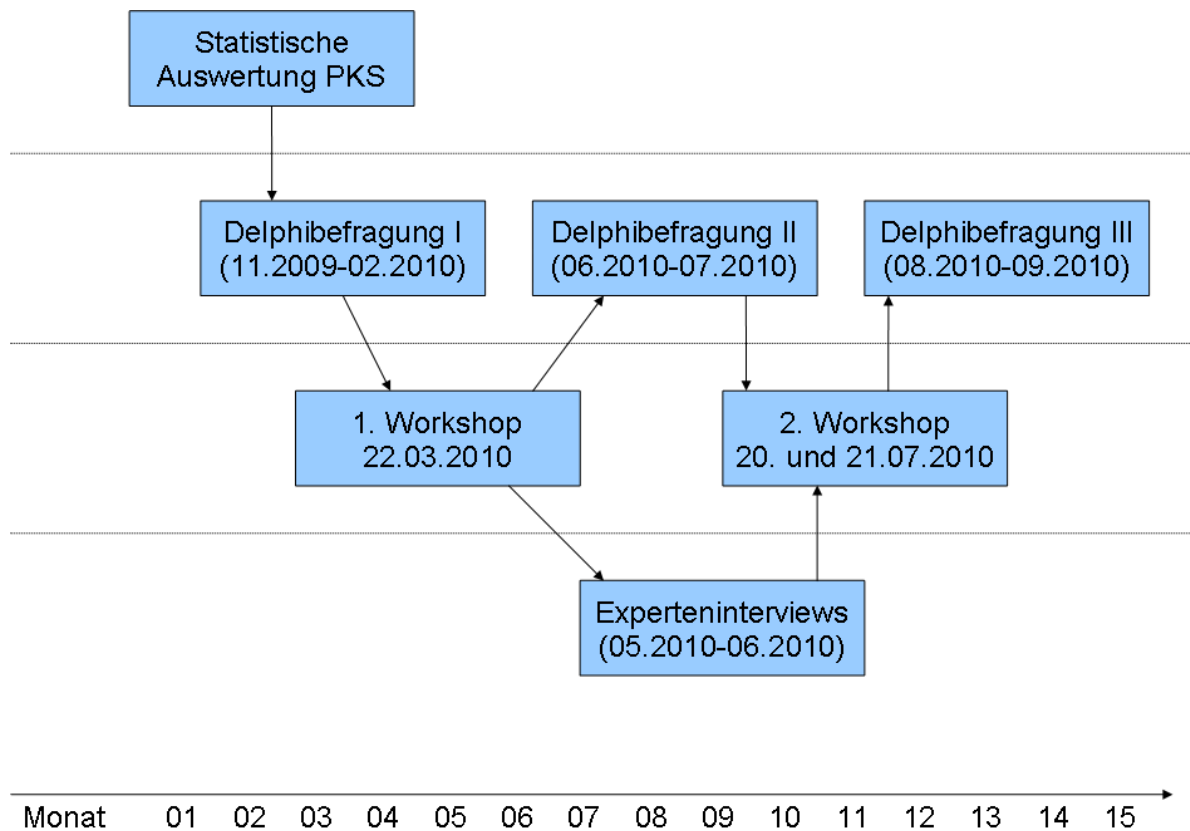 Statistische
Auswertung PKS
Delphibefragung I
(11.2009-02.2010)
Delphibefragung II
(06.2010-07.2010)
Delphibefragung III
(08.2010-09.2010)
1. Workshop
22.03.2010
2. Workshop
20. und 21.07.2010
Experteninterviews
(05.2010-06.2010)
Monat 01 02 03 04 05 06 07 08 09 10 11 12 13 14 15